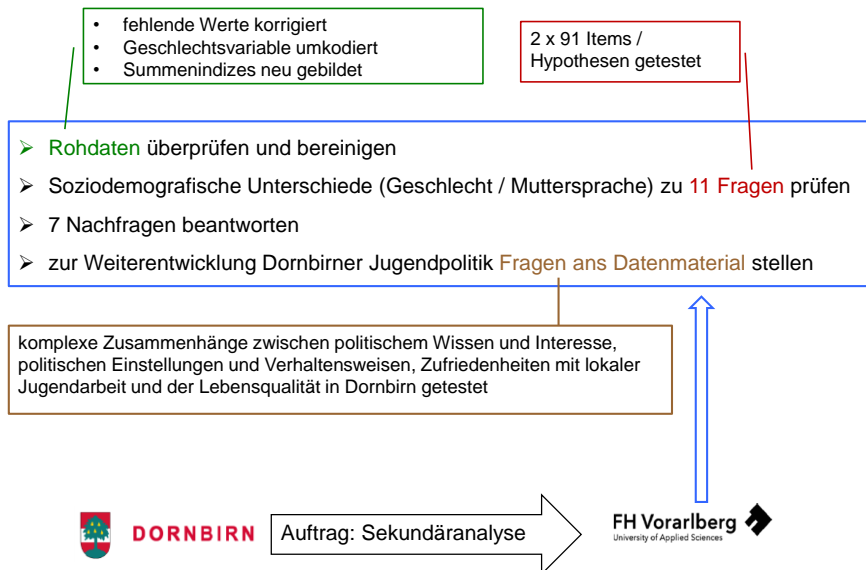 • fehlende Werte korrigiert
• Geschlechtsvariable umkodiert
• Summenindizes neu gebildet
2 x 91 Items /
Hypothesen getestet
➢ Rohdaten überprüfen und bereinigen
➢ Soziodemografische Unterschiede (Geschlecht / Muttersprache) zu 11 Fragen prüfen
➢ 7 Nachfragen beantworten
➢ zur Weiterentwicklung Dornbirner Jugendpolitik Fragen ans Datenmaterial stellen
komplexe Zusammenhänge zwischen politischem Wissen und Interesse,
politischen Einstellungen und Verhaltensweisen, Zufriedenheiten mit lokaler
Jugendarbeit und der Lebensqualität in Dornbirn getestet
DORNBIRN
Auftrag: Sekundäranalyse
FH Vorarlberg
University of Applied Sciences